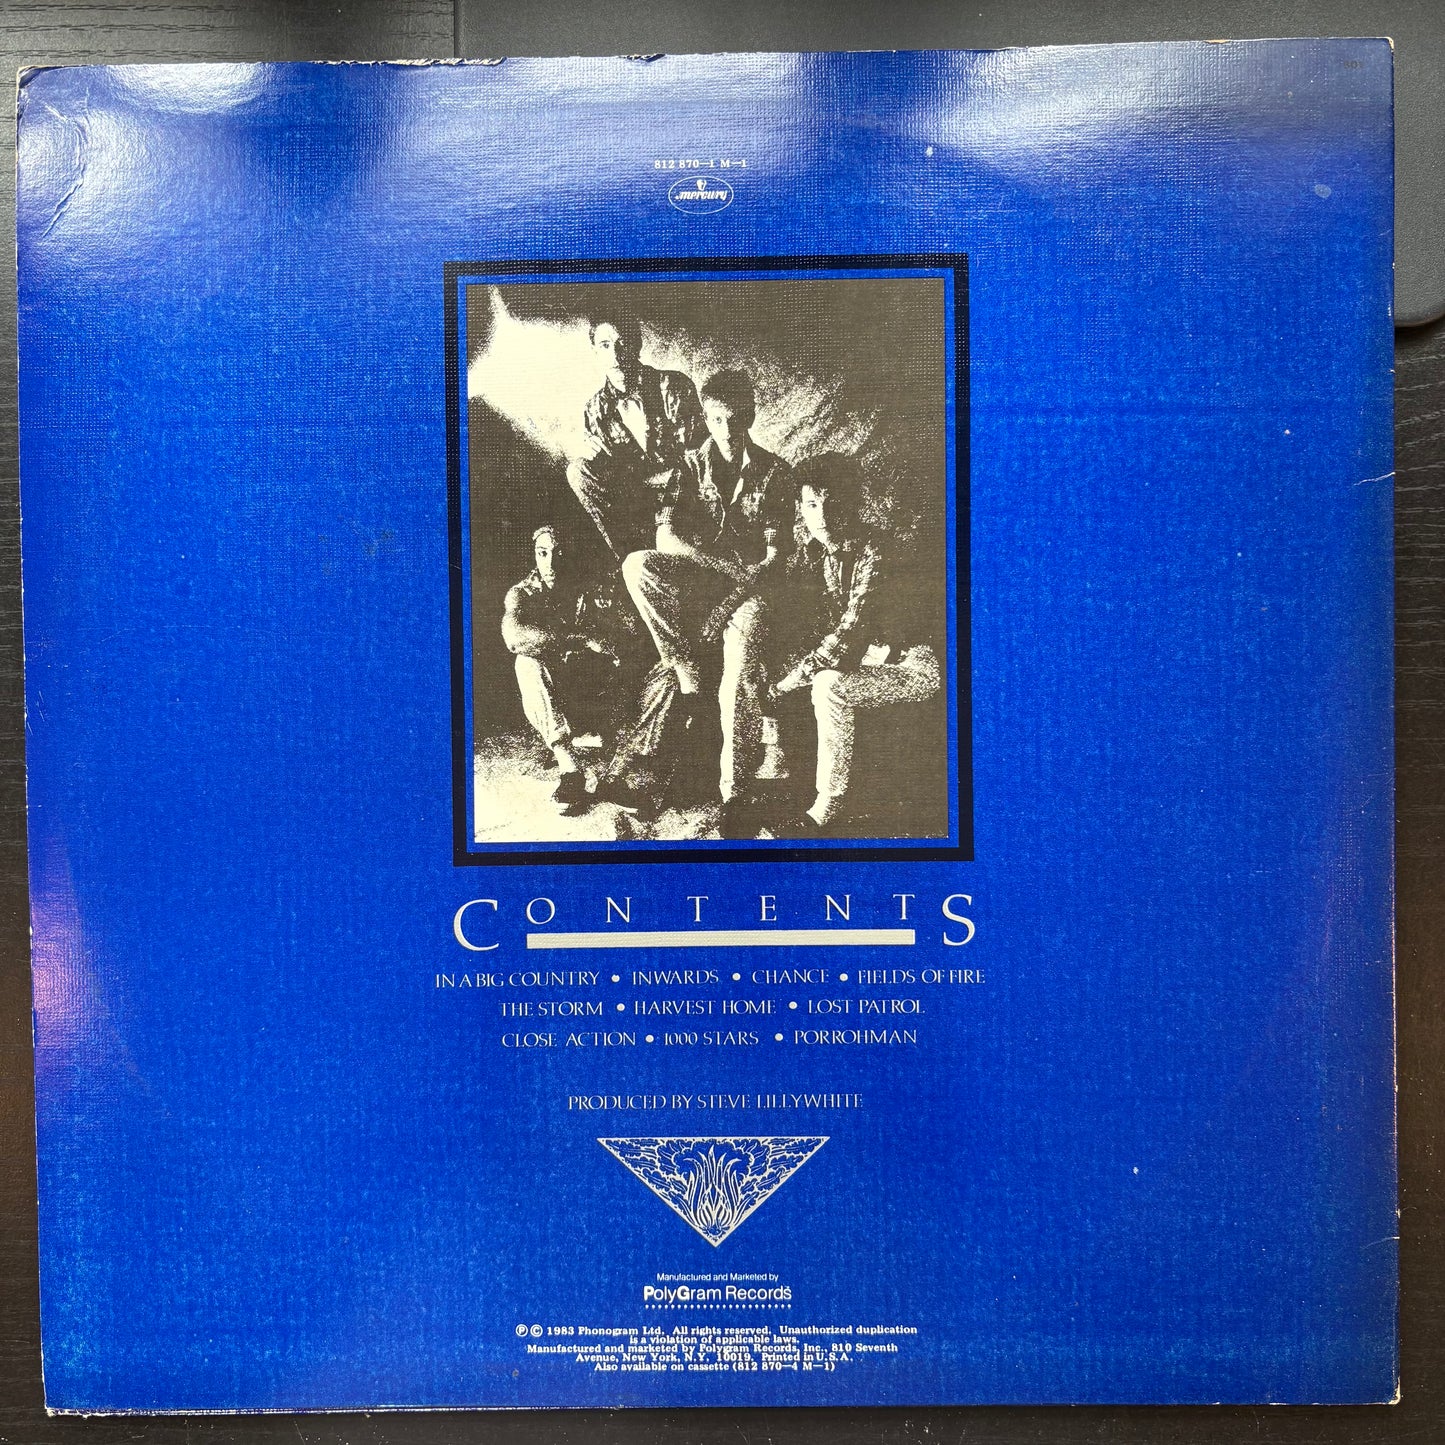 812 870—1 M—1
mercury
CONTENTS
IN A BIG COUNTRY • INWARDS • CHANCE • FIELDS OF FIRE
THE STORM • HARVEST HOME • LOST PATROL
CLOSE ACTION • 1000 STARS • PORROHMAN
PRODUCED BY STEVE LILLYWHITE
Manufactured and Marketed by
PolyGram Records
Ⓟ © 1983 Phonogram Ltd. All rights reserved. Unauthorized duplication
is a violation of applicable laws.
Manufactured and marketed by Polygram Records, Inc., 810 Seventh
Avenue, New York, N.Y. 10019. Printed in U.S.A.
Also available on cassette (812 870—4 M—1)